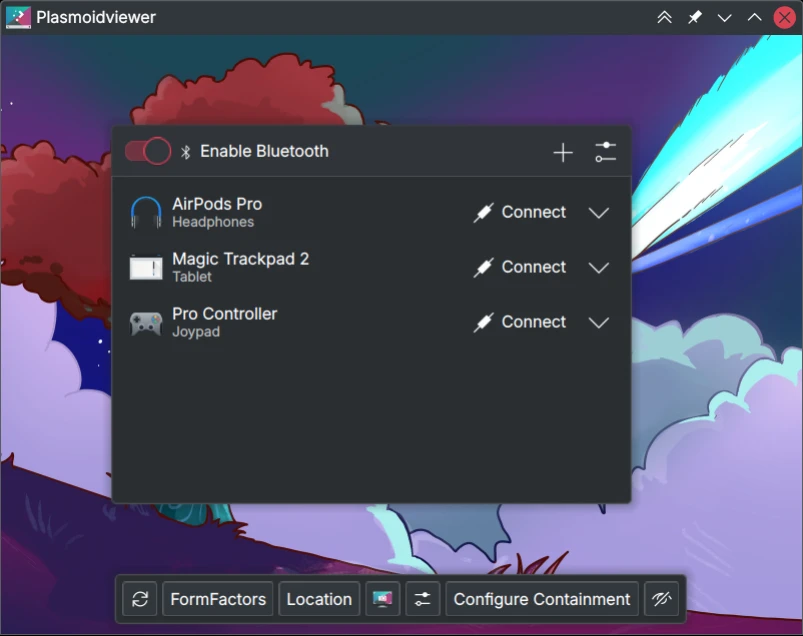 Plasmoidviewer
Enable Bluetooth
AirPods Pro
Headphones
Connect
Magic Trackpad 2
Tablet
Connect
Pro Controller
Joypad
Connect
FormFactors
Location
Configure Containment